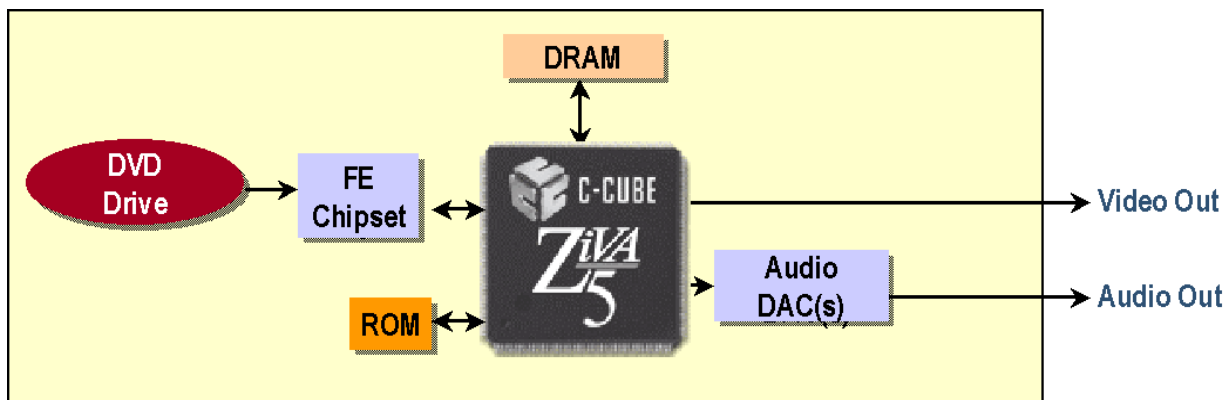 DRAM
DVD
Drive
FE
Chipset
C-CUBE
ZiVA
5
ROM
Audio
DAC(s)
Video Out
Audio Out